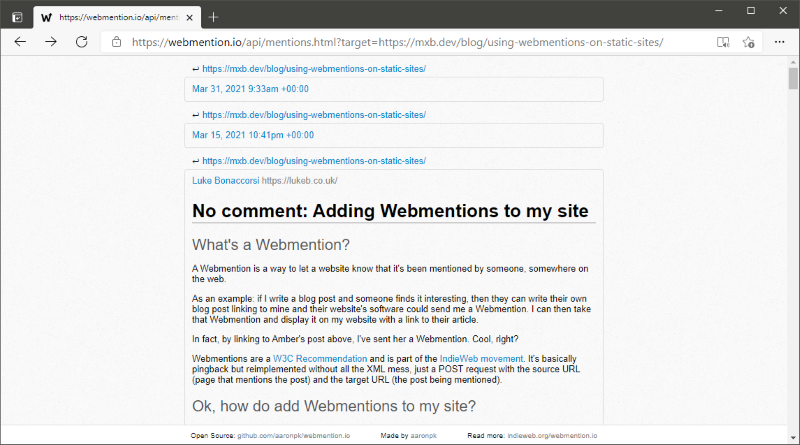 https://webmention.io/api/ment
https://webmention.io/api/mentions.html?target=https://mxb.dev/blog/using-webmentions-on-static-sites/
↩ https://mxb.dev/blog/using-webmentions-on-static-sites/
Mar 31, 2021 9:33am +00:00
↩ https://mxb.dev/blog/using-webmentions-on-static-sites/
Mar 15, 2021 10:41pm +00:00
↩ https://mxb.dev/blog/using-webmentions-on-static-sites/
Luke Bonaccorsi https://lukeb.co.uk/
No comment: Adding Webmentions to my site
What's a Webmention?
A Webmention is a way to let a website know that it's been mentioned by someone, somewhere on
the web.
As an example: if I write a blog post and someone finds it interesting, then they can write their own
blog post linking to mine and their website's software could send me a Webmention. I can then take
that Webmention and display it on my website with a link to their article.
In fact, by linking to Amber's post above, I've sent her a Webmention. Cool, right?
Webmentions are a W3C Recommendation and is part of the IndieWeb movement. It's basically
pingback but reimplemented without all the XML mess, just a POST request with the source URL
(page that mentions the post) and the target URL (the post being mentioned).
Ok, how do add Webmentions to my site?
Open Source: github.com/aaronpk/webmention.io Made by aaronpk Read more: indieweb.org/webmention.io